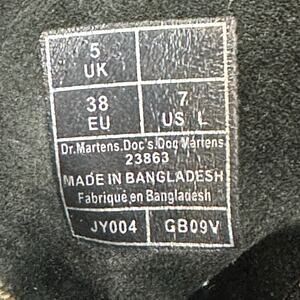 5
UK
38
EU
7
US L
Dr.Martens.Doc's.Doc Martens
23863
MADE IN BANGLADESH
Fabriqué en Bangladesh
JY004
GB09V